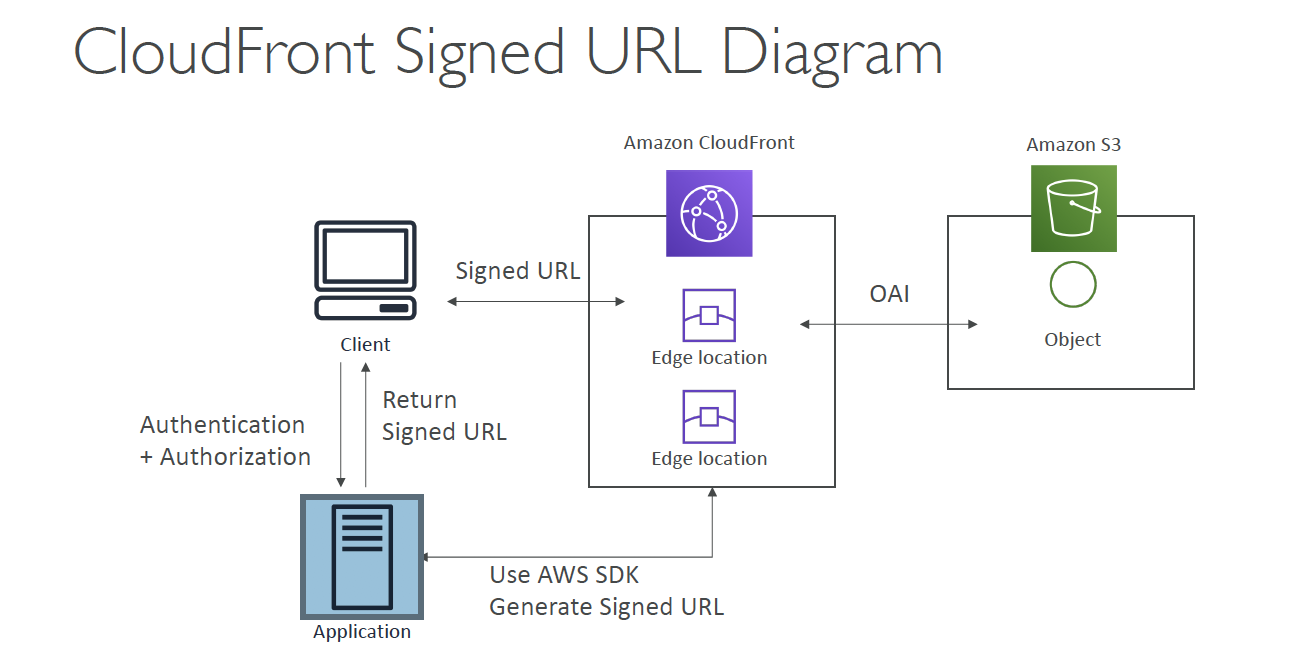 CloudFront Signed URL Diagram
Amazon CloudFront
Amazon S3
Signed URL
OAI
Client
Edge location
Object
Return
Signed URL
Authentication
+ Authorization
Edge location
Use AWS SDK
Generate Signed URL
Application